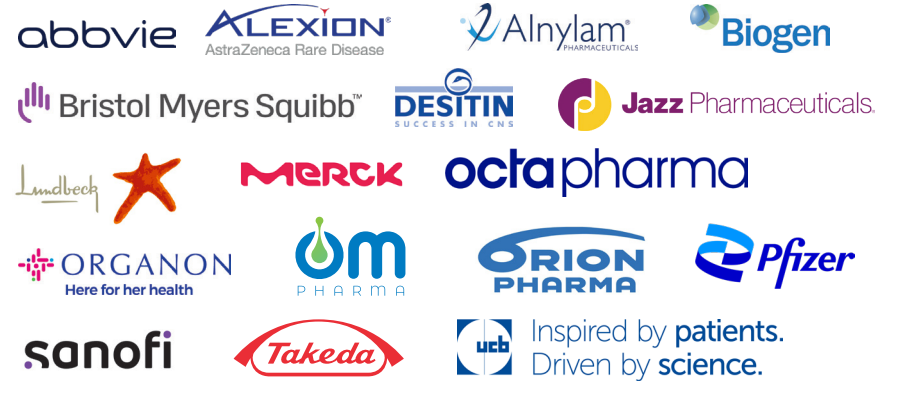 abbvie
ALEXION®
AstraZeneca Rare Disease
Alnylam®
PHARMACEUTICALS
Biogen
Bristol Myers Squibb™
DESITIN
SUCCESS IN CNS
Jazz Pharmaceuticals®
Lundbeck
MERCK
octapharma
ORGANON
Here for her health
OM
PHARMA
ORION
PHARMA
Pfizer
sanofi
Takeda
ucb
Inspired by patients.
Driven by science.